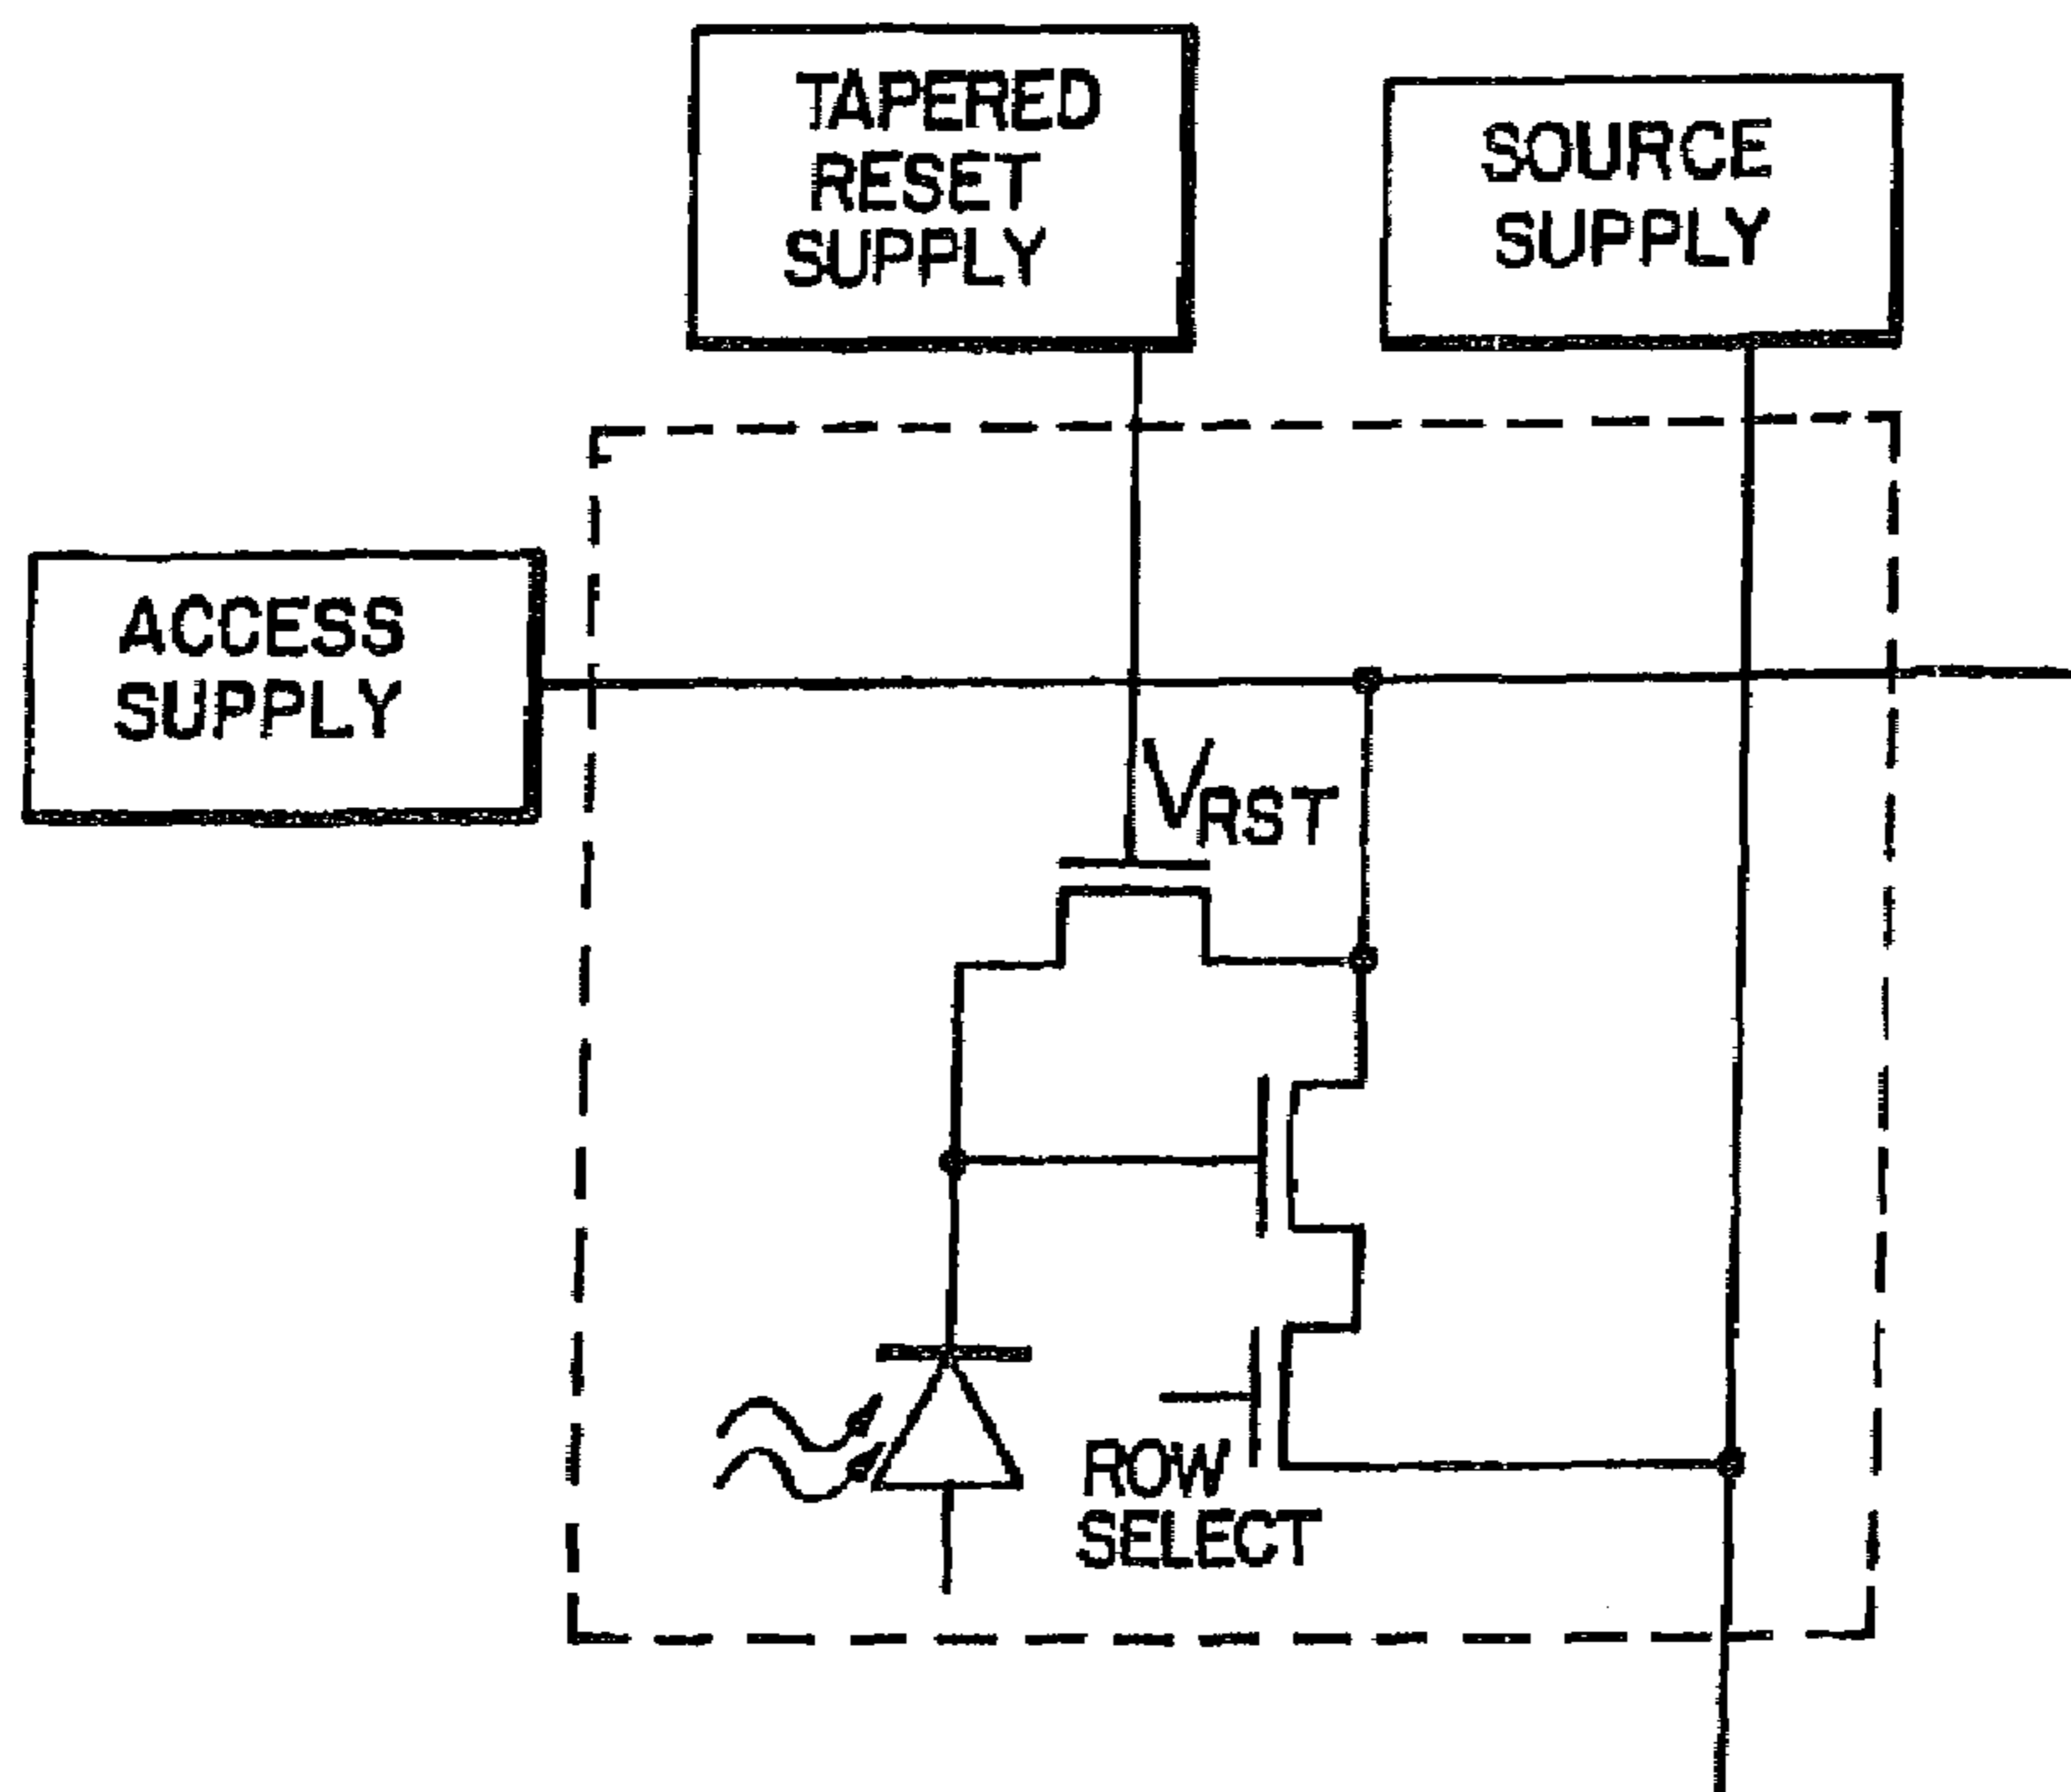 TAPERED
RESET
SUPPLY
SOURCE
SUPPLY
ACCESS
SUPPLY
VRST
ROW
SELECT